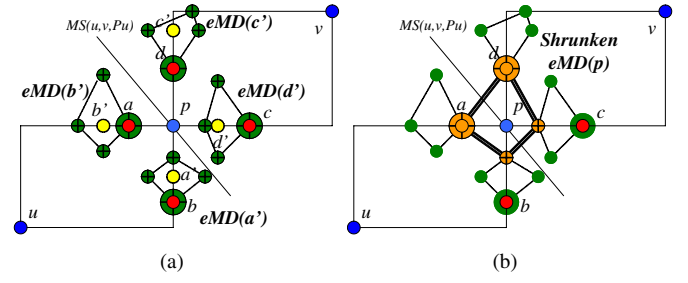 c'
eMD(c')
v
MS(u,v,Pu)
d
eMD(b')
eMD(d')
b'
a
p
d'
c
a'
b
u
eMD(a')
(a)
v
MS(u,v,Pu)
d
Shrunken
eMD(p)
a
p
c
b
u
(b)